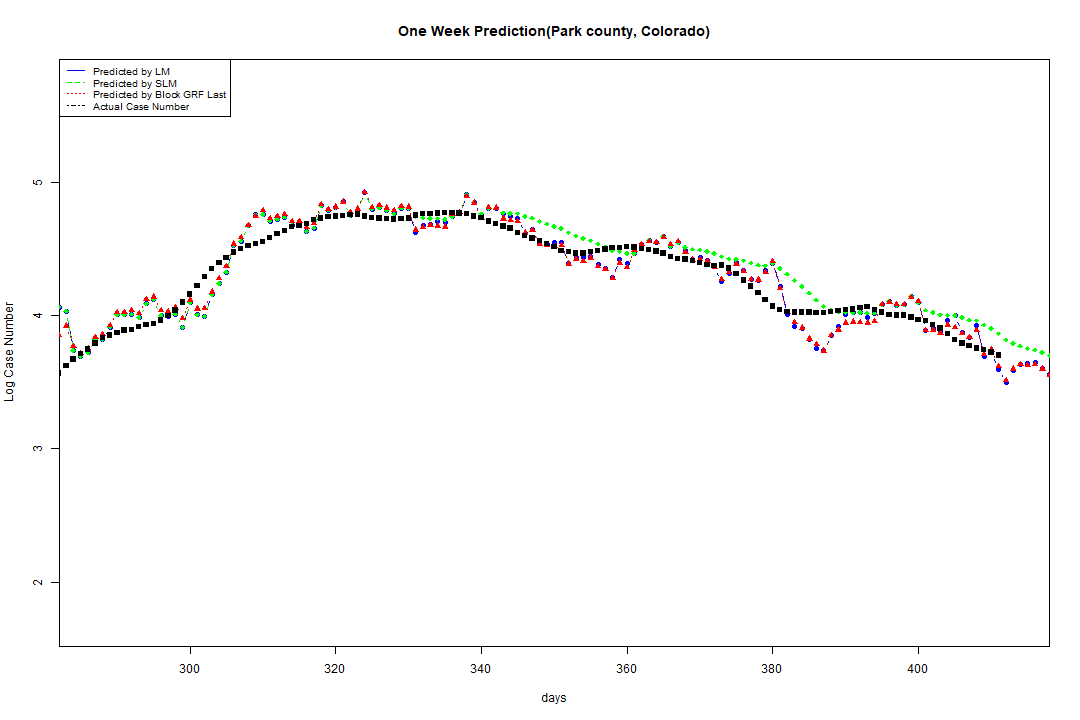 One Week Prediction(Park county, Colorado)
Predicted by LM
Predicted by SLM
Predicted by Block GRF Last
Actual Case Number
5
4
3
2
Log Case Number
300 320 340 360 380 400
days